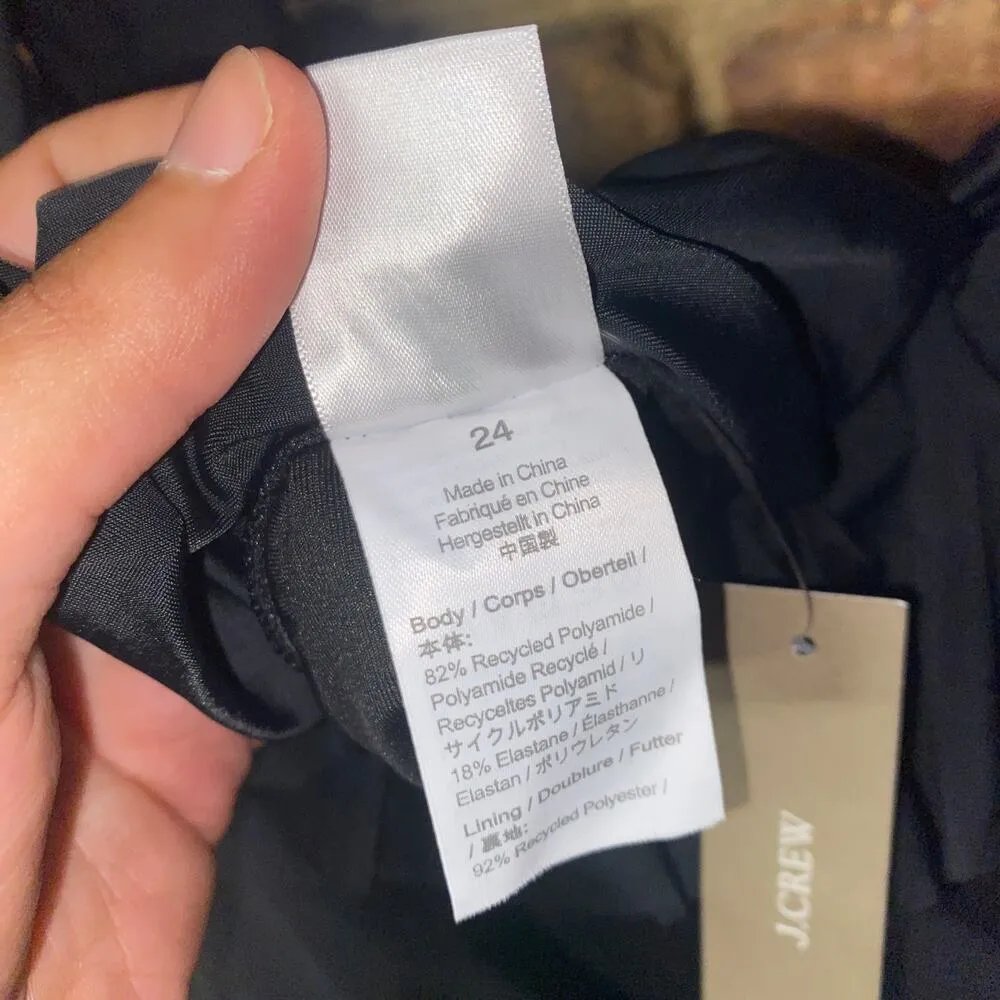 24
Made in China
Fabriqué en Chine
Hergestellt in China
中国製
Body / Corps / Oberteil /
本体:
82% Recycled Polyamide /
Polyamide Recyclé /
Recyceltes Polyamid / リ
サイクルポリアミド
18% Elastane / Élasthanne /
Elastan / ポリウレタン
Lining / Doublure / Futter
/ 裏地:
92% Recycled Polyester /
J.CREW